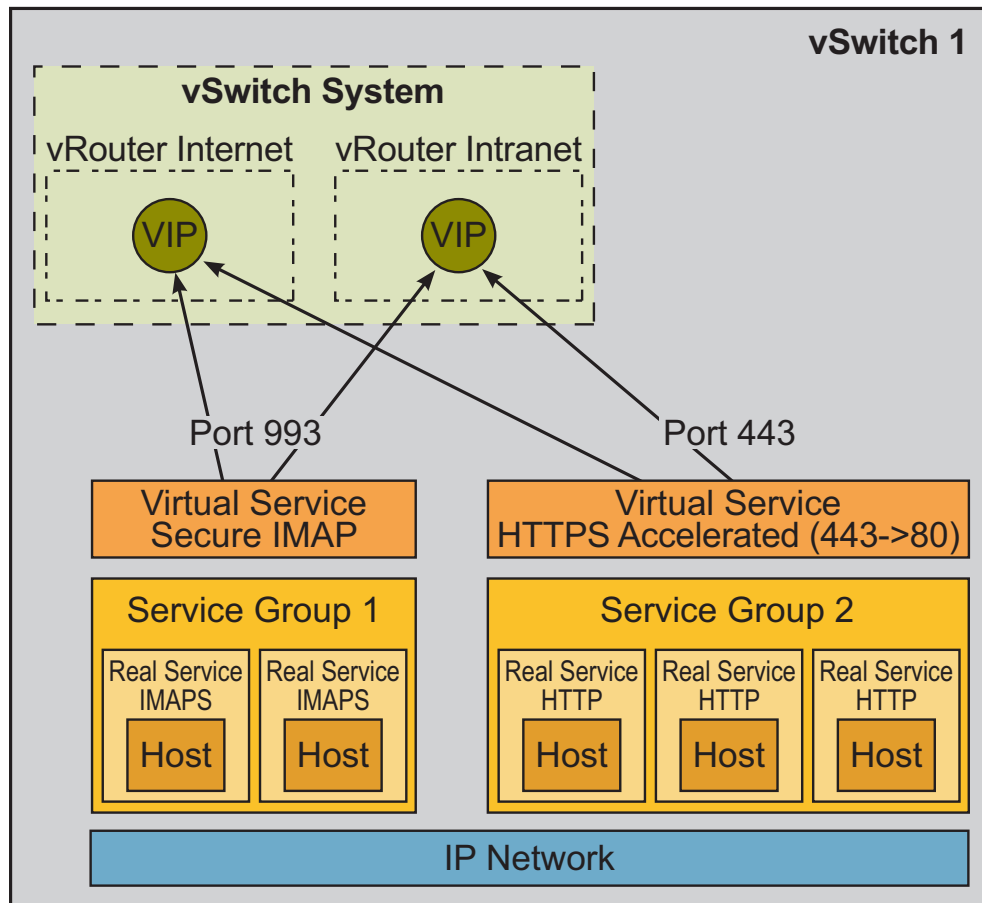 vSwitch 1
vSwitch System
vRouter Internet
vRouter Intranet
VIP
VIP
Port 993
Port 443
Virtual Service
Secure IMAP
Virtual Service
HTTPS Accelerated (443->80)
Service Group 1
Service Group 2
Real Service
IMAPS
Host
Real Service
IMAPS
Host
Real Service
HTTP
Host
Real Service
HTTP
Host
Real Service
HTTP
Host
IP Network